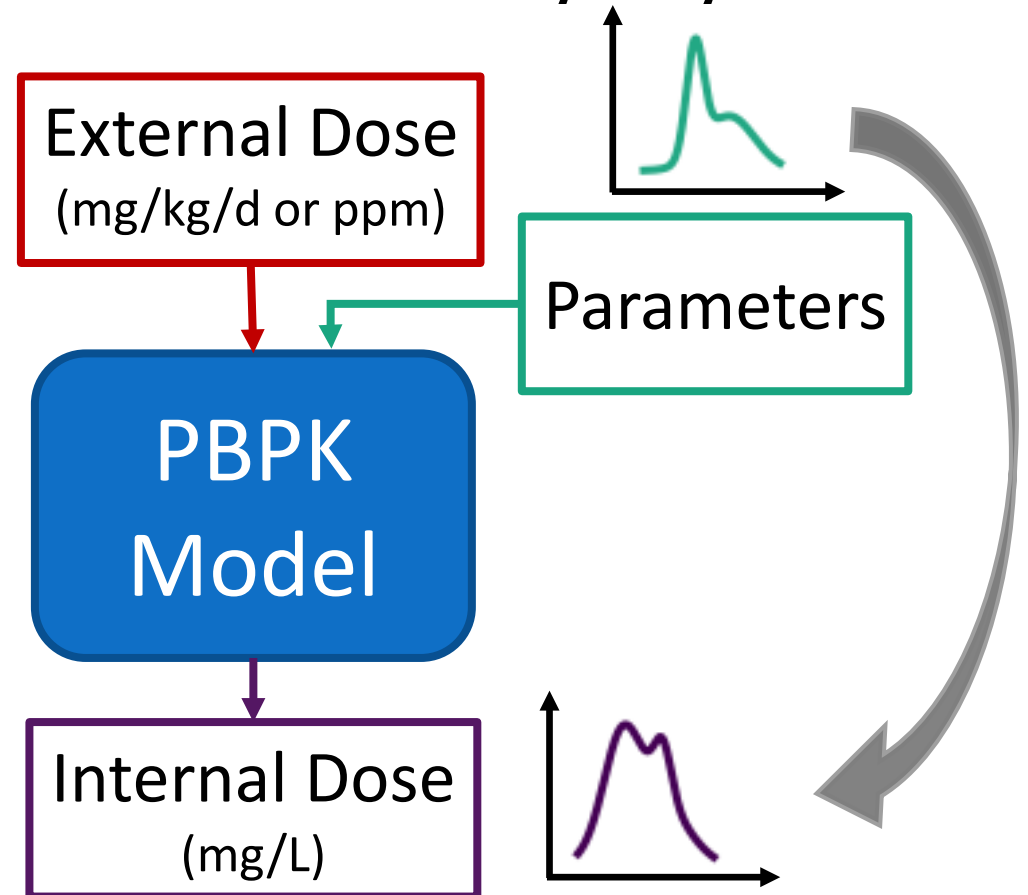 External Dose
(mg/kg/d or ppm)
Parameters
PBPK
Model
Internal Dose
(mg/L)